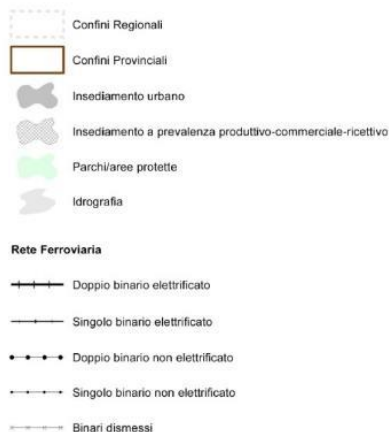 Confini Regionali
Confini Provinciali
Insediamento urbano
Insediamento a prevalenza produttivo-commerciale-ricettivo
Parchi/aree protette
Idrografia
Rete Ferroviaria
Doppio binario elettrificato
Singolo binario elettrificato
Doppio binario non elettrificato
Singolo binario non elettrificato
Binari dismessi